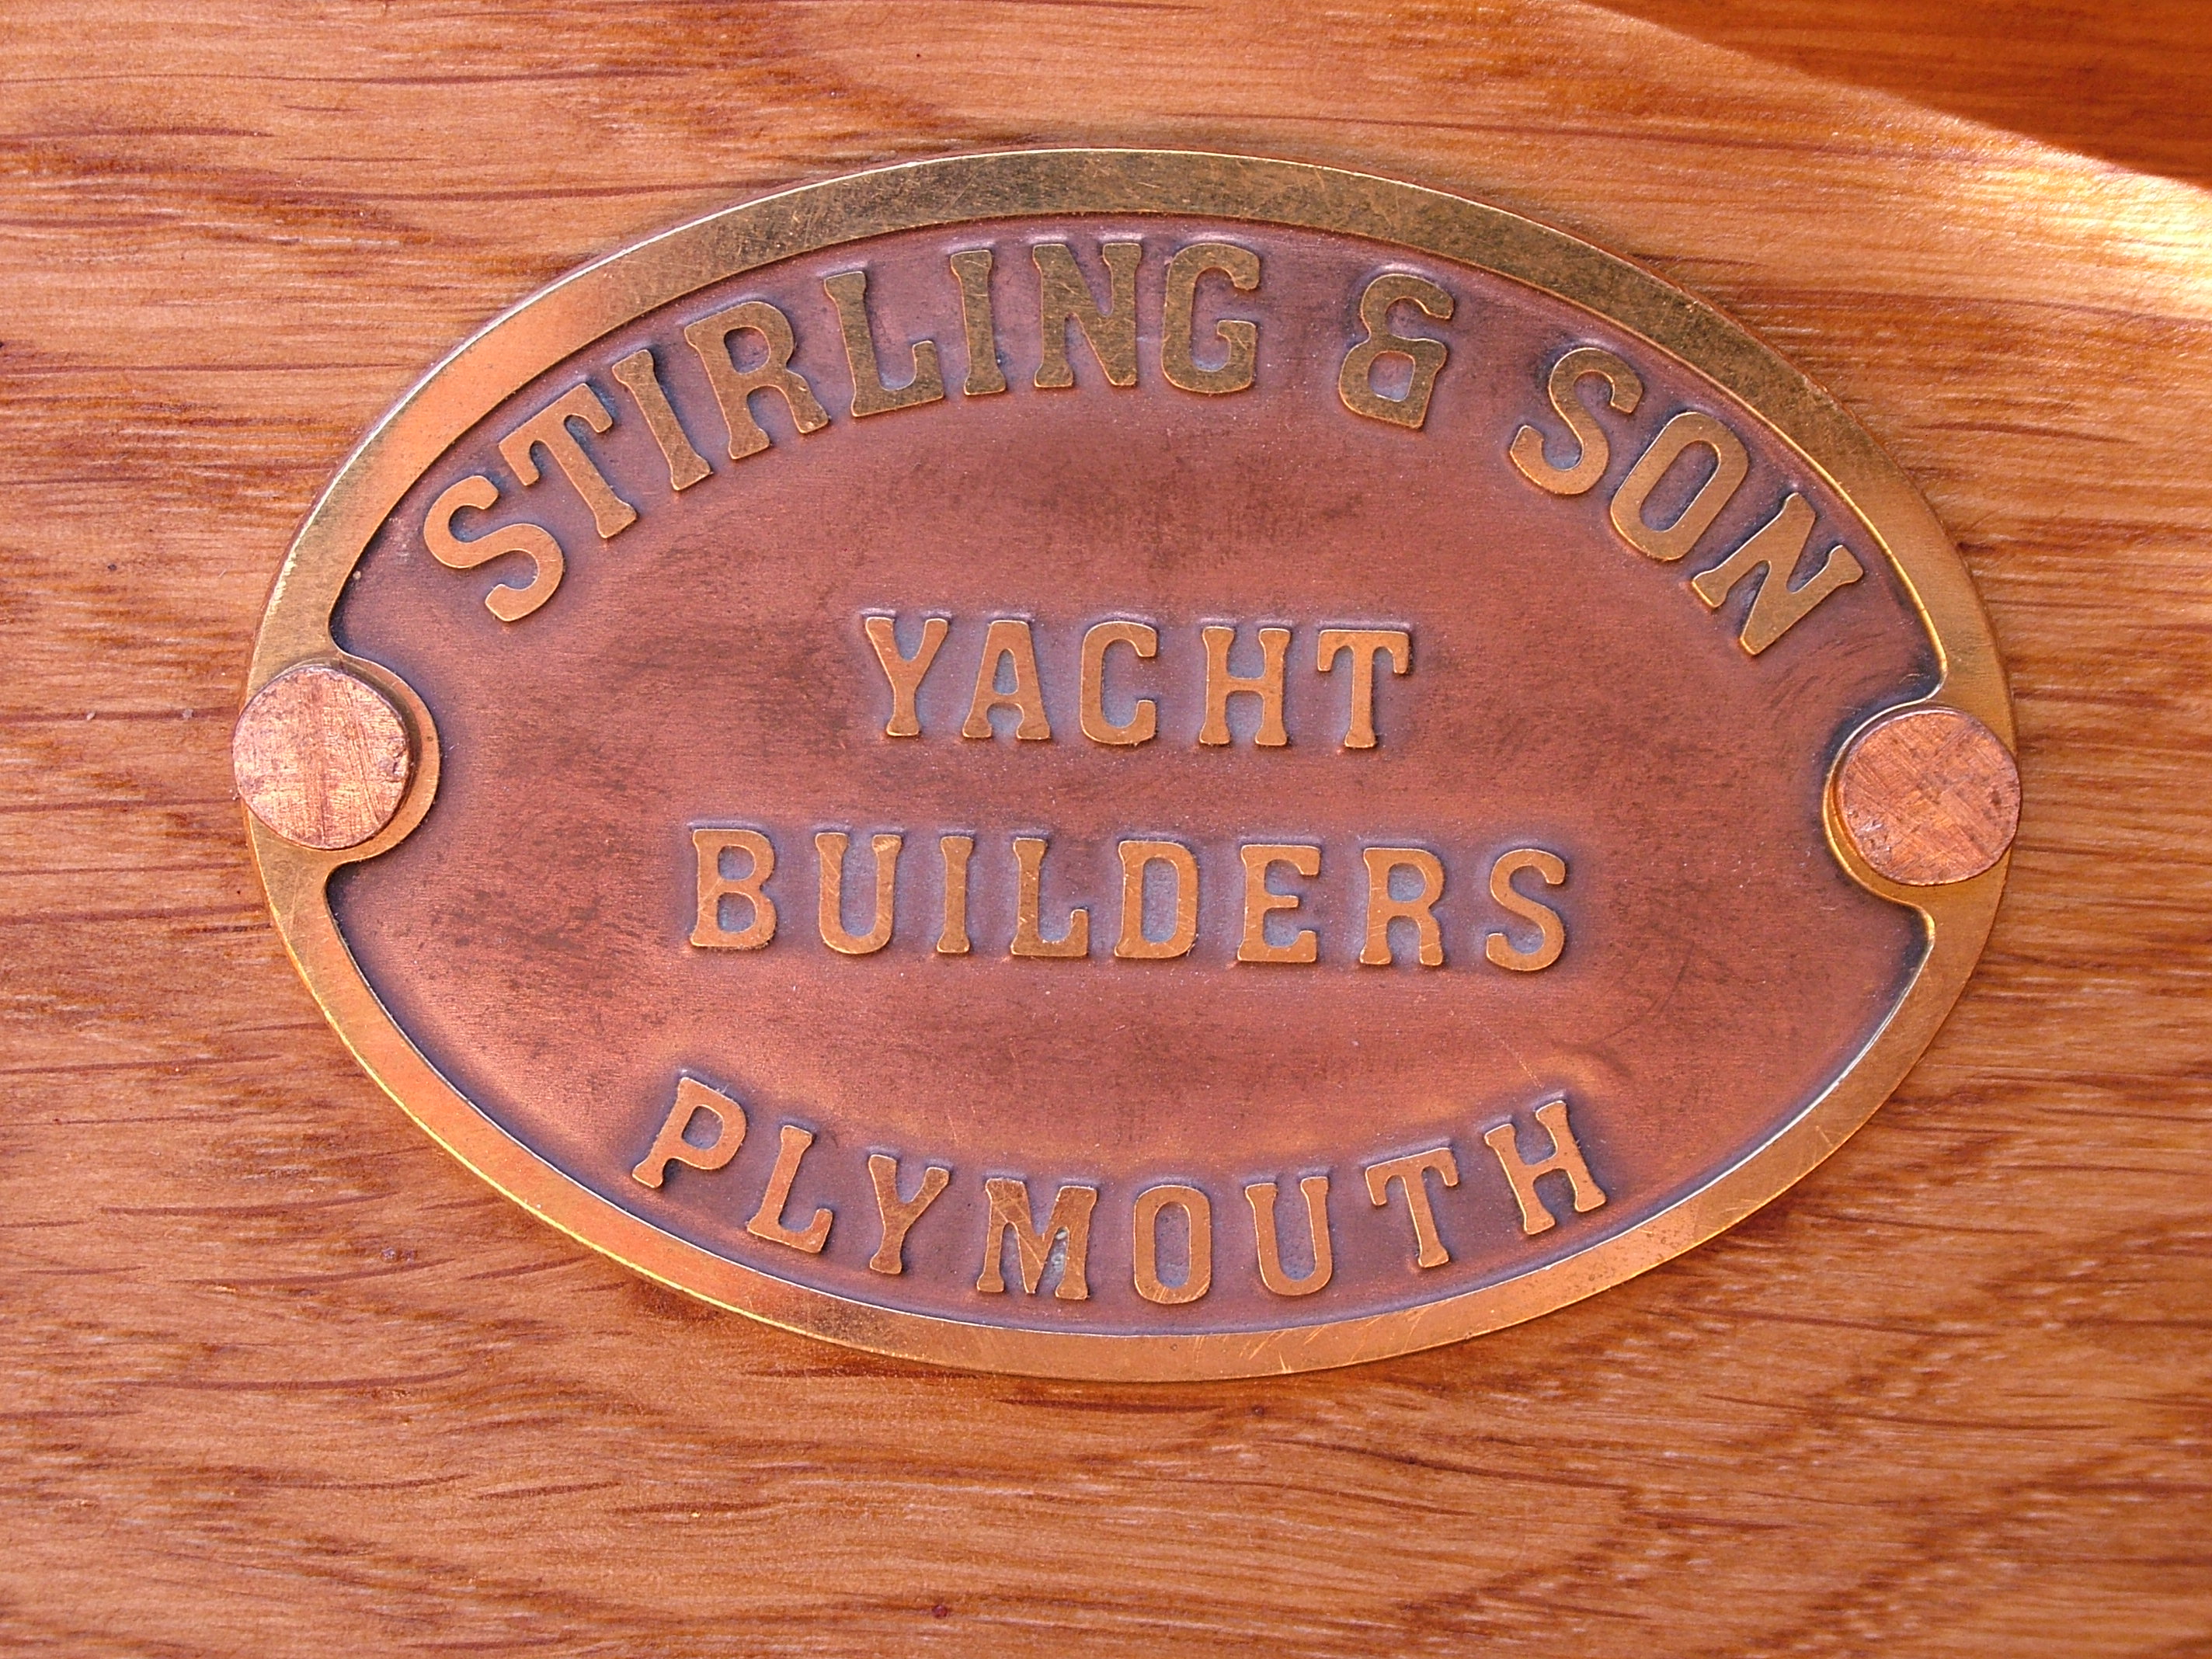 STIRLING & SON
YACHT
BUILDERS
PLYMOUTH